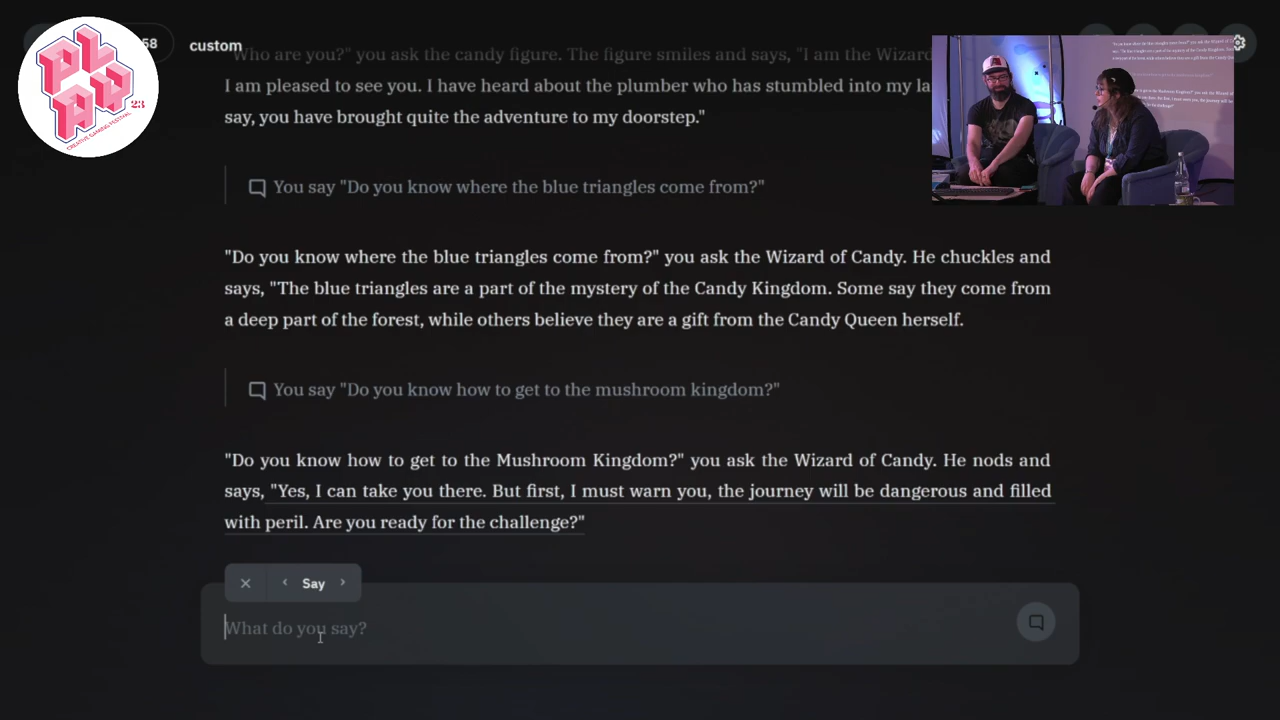 58
custom
"Who are you?" you ask the candy figure. The figure smiles and says, "I am the Wizard
I am pleased to see you. I have heard about the plumber who has stumbled into my la
say, you have brought quite the adventure to my doorstep."
You say "Do you know where the blue triangles come from?"
"Do you know where the blue triangles come from?" you ask the Wizard of Candy. He chuckles and
says, "The blue triangles are a part of the mystery of the Candy Kingdom. Some say they come from
a deep part of the forest, while others believe they are a gift from the Candy Queen herself.
You say "Do you know how to get to the mushroom kingdom?"
"Do you know how to get to the Mushroom Kingdom?" you ask the Wizard of Candy. He nods and
says, "Yes, I can take you there. But first, I must warn you, the journey will be dangerous and filled
with peril. Are you ready for the challenge?"
Say
What do you say?
PLAY
23
CREATIVE GAMING FESTIVAL